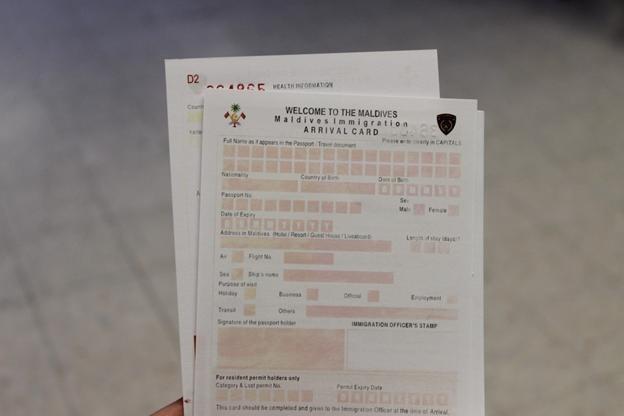 D2
HEALTH INFORMATION
WELCOME TO THE MALDIVES
Maldives Immigration
ARRIVAL CARD
Full Name as it appears in the Passport / Travel document
Please write clearly in CAPITALS
Nationality Country of Birth Date of Birth
D D M M Y Y
Passport No. Sex
Male Female
Date of Expiry
D D M M Y Y Y Y
Address in Maldives (Hotel / Resort / Guest House / Liveaboard) Length of stay (days)
Air Flight No.
Sea Ship's name
Purpose of visit
Holiday Business Official Employment
Transit Others
Signature of the passport holder IMMIGRATION OFFICER'S STAMP
For resident permit holders only
Category & Last permit No. Permit Expiry Date
This card should be completed and given to the Immigration Officer at the time of Arrival.